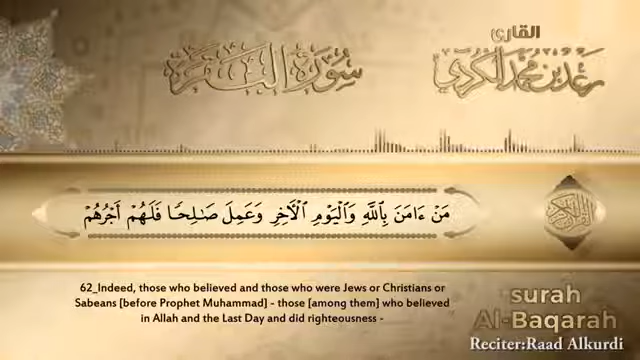 القارئ
رعد بن محمد الكردي
سورة البقرة
مَنْ ءَامَنَ بِٱللَّهِ وَٱلْيَوْمِ ٱلْأَخِرِ وَعَمِلَ صَـٰلِحًا فَلَهُمْ أَجْرُهُمْ
62_Indeed, those who believed and those who were Jews or Christians or
Sabeans [before Prophet Muhammad] - those [among them] who believed
in Allah and the Last Day and did righteousness -
surah
Al-Baqarah
Reciter:Raad Alkurdi